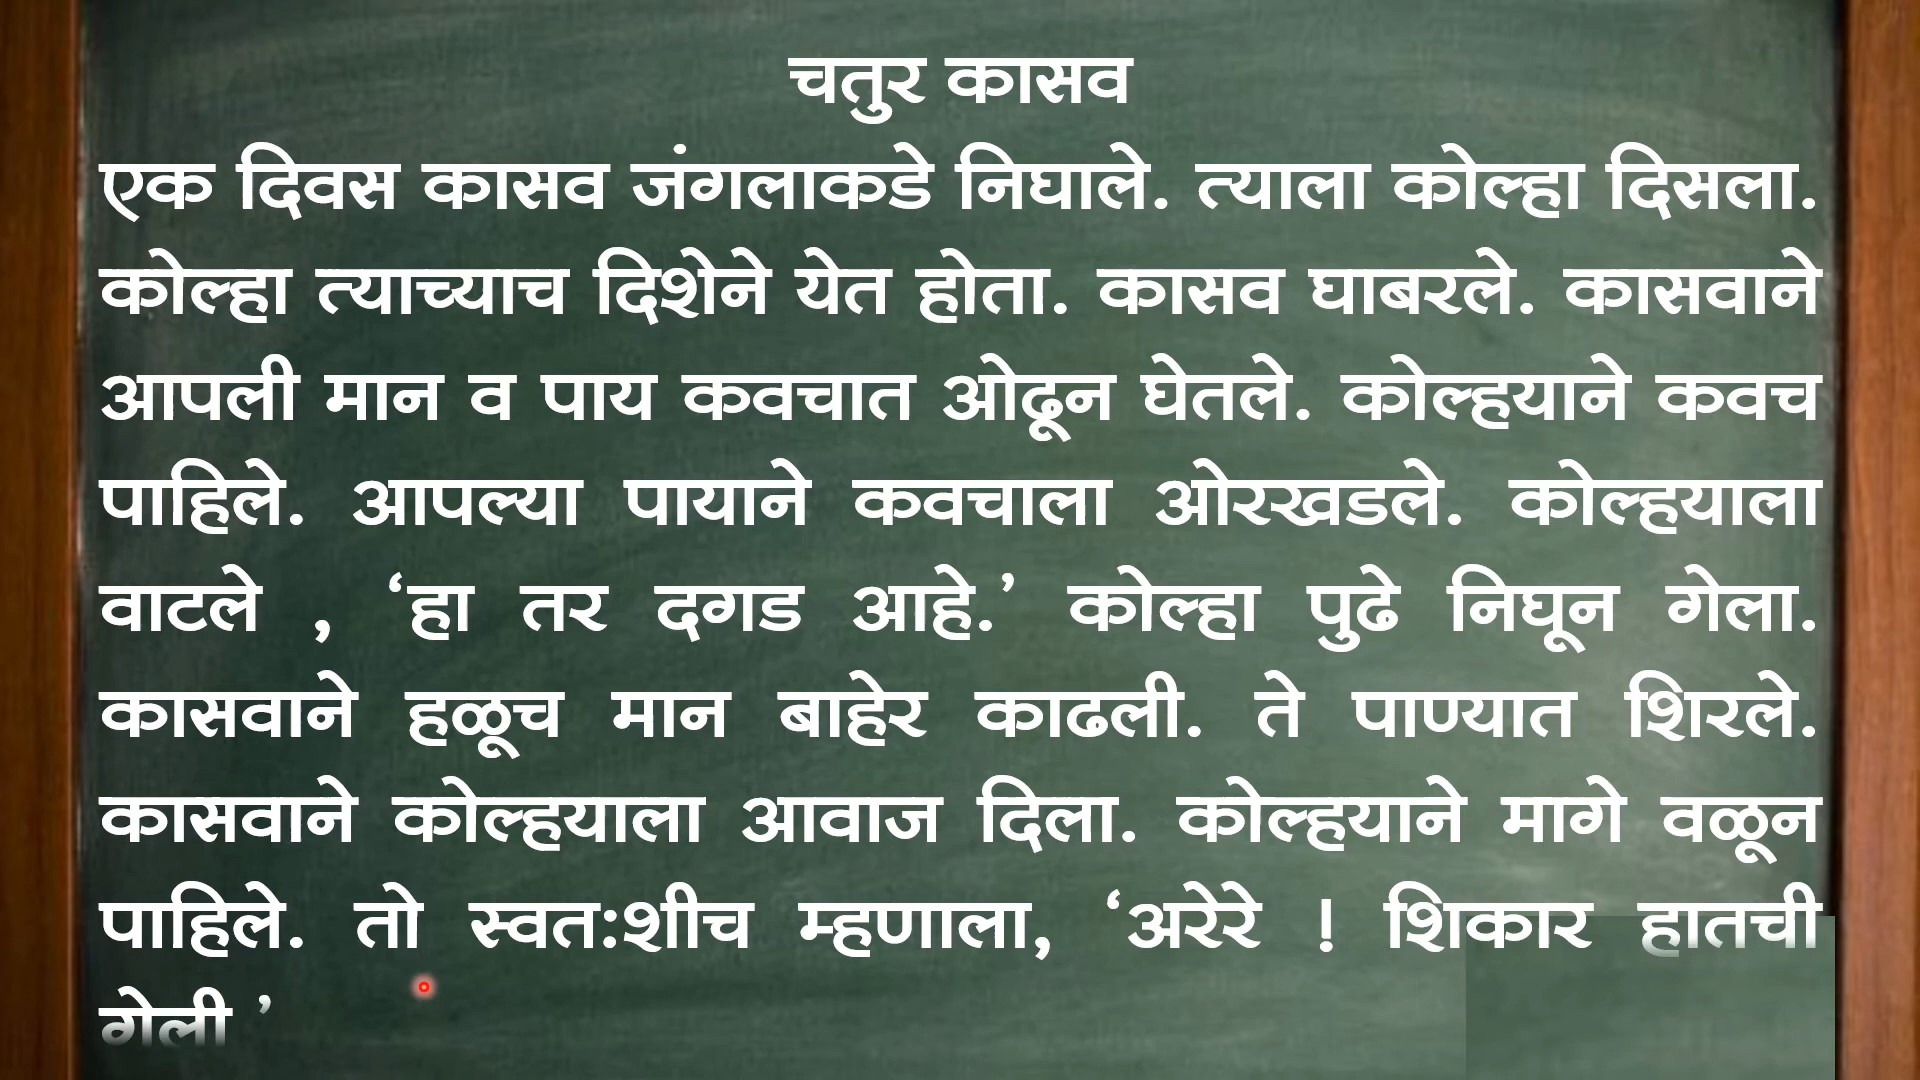 चतुर कासव
एक दिवस कासव जंगलाकडे निघाले. त्याला कोल्हा दिसला.
कोल्हा त्याच्याच दिशेने येत होता. कासव घाबरले. कासवाने
आपली मान व पाय कवचात ओढून घेतले. कोल्हयाने कवच
पाहिले. आपल्या पायाने कवचाला ओरखडले. कोल्हयाला
वाटले , ‘हा तर दगड आहे.’ कोल्हा पुढे निघून गेला.
कासवाने हळूच मान बाहेर काढली. ते पाण्यात शिरले.
कासवाने कोल्हयाला आवाज दिला. कोल्हयाने मागे वळून
पाहिले. तो स्वत:शीच म्हणाला, ‘अरेरे ! शिकार हातची
गेली ’